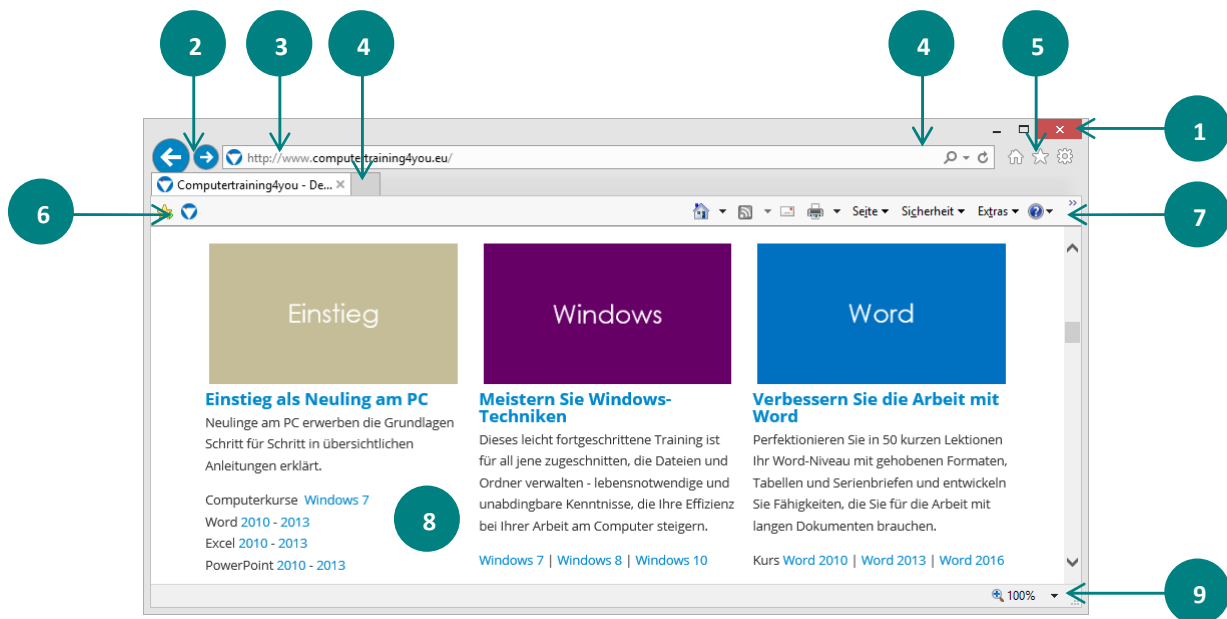 2
3
4
4
5
1
http://www.computertraining4you.eu/
Computertraining4you - De...
6
Seite
Sicherheit
Extras
7
Einstieg
Windows
Word
Einstieg als Neuling am PC
Neulinge am PC erwerben die Grundlagen
Schritt für Schritt in übersichtlichen
Anleitungen erklärt.
Computerkurse Windows 7
Word 2010 - 2013
Excel 2010 - 2013
PowerPoint 2010 - 2013
8
Meistern Sie Windows-
Techniken
Dieses leicht fortgeschrittene Training ist
für all jene zugeschnitten, die Dateien und
Ordner verwalten - lebensnotwendige und
unabdingbare Kenntnisse, die Ihre Effizienz
bei Ihrer Arbeit am Computer steigern.
Windows 7 | Windows 8 | Windows 10
Verbessern Sie die Arbeit mit
Word
Perfektionieren Sie in 50 kurzen Lektionen
Ihr Word-Niveau mit gehobenen Formaten,
Tabellen und Serienbriefen und entwickeln
Sie Fähigkeiten, die Sie für die Arbeit mit
langen Dokumenten brauchen.
Kurs Word 2010 | Word 2013 | Word 2016
100%
9